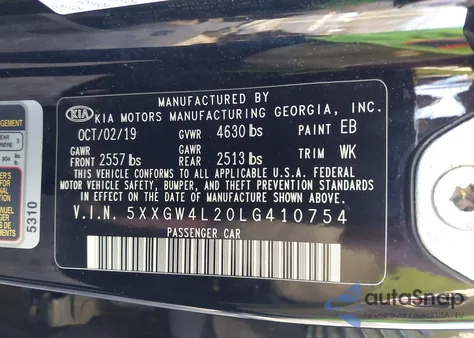 MANUFACTURED BY
KIA KIA MOTORS MANUFACTURING GEORGIA, INC.
OCT/02/19 GVWR 4630 lbs PAINT EB
GAWR FRONT 2557 lbs GAWR REAR 2513 lbs TRIM WK
THIS VEHICLE CONFORMS TO ALL APPLICABLE U.S.A. FEDERAL
MOTOR VEHICLE SAFETY, BUMPER, AND THEFT PREVENTION STANDARDS
IN EFFECT ON THE DATE OF MANUFACTURE SHOWN ABOVE.
V.I.N. 5XXGW4L20LG410754
PASSENGER CAR
5310
autoSnap